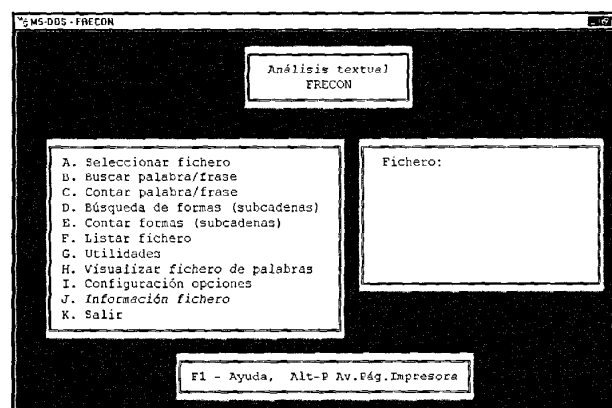 MS-DOS - FRECON
Análisis textual
FRECON
A. Seleccionar fichero
B. Buscar palabra/frase
C. Contar palabra/frase
D. Búsqueda de formas (subcadenas)
E. Contar formas (subcadenas)
F. Listar fichero
G. Utilidades
H. Visualizar fichero de palabras
I. Configuración opciones
J. Información fichero
K. Salir
Fichero:
F1 - Ayuda, Alt-P Av.Pág.Impresora